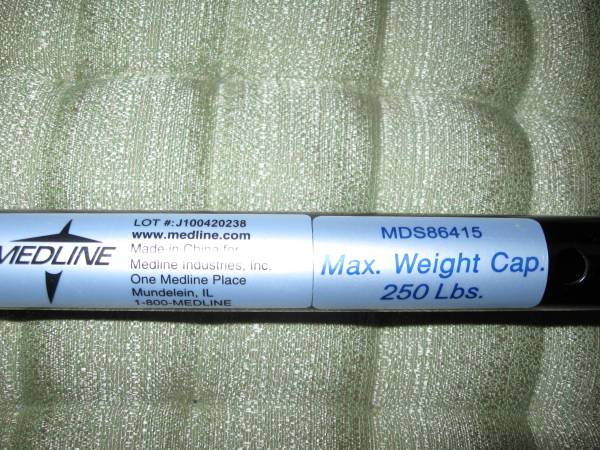 MEDLINE
LOT #: J100420238
www.medline.com
Made in China for
Medline Industries, Inc.
One Medline Place
Mundelein, IL
1-800-MEDLINE
MDS86415
Max. Weight Cap.
250 Lbs.